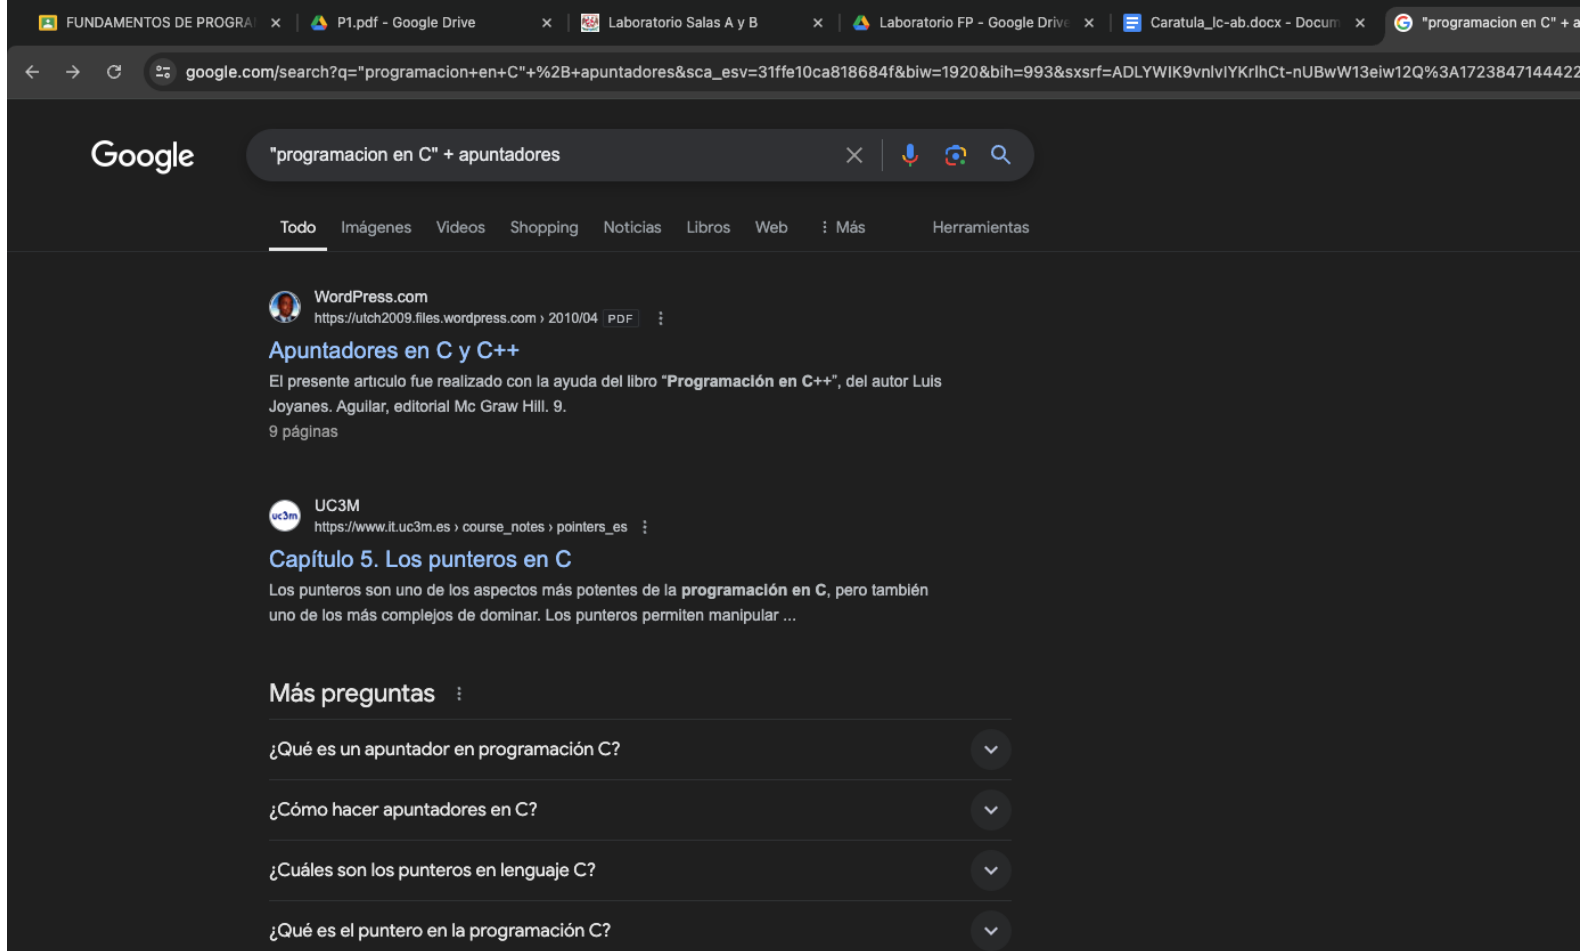 FUNDAMENTOS DE PROGRA
P1.pdf - Google Drive
Laboratorio Salas A y B
Laboratorio FP - Google Drive
Caratula_lc-ab.docx - Docum
"programacion en C" + a
google.com/search?q="programacion+en+C"+%2B+apuntadores&sca_esv=31ffe10ca818684f&biw=1920&bih=993&sxsrf=ADLYWIK9vnlvIYKrlhCt-nUBwW13eiw12Q%3A1723847144422
Google
"programacion en C" + apuntadores
Todo
Imágenes
Videos
Shopping
Noticias
Libros
Web
Más
Herramientas
WordPress.com
https://utch2009.files.wordpress.com › 2010/04 PDF
Apuntadores en C y C++
El presente artıculo fue realizado con la ayuda del libro “Programación en C++”, del autor Luis
Joyanes. Aguilar, editorial Mc Graw Hill. 9.
9 páginas
uc3m
UC3M
https://www.it.uc3m.es › course_notes › pointers_es
Capítulo 5. Los punteros en C
Los punteros son uno de los aspectos más potentes de la programación en C, pero también
uno de los más complejos de dominar. Los punteros permiten manipular ...
Más preguntas
¿Qué es un apuntador en programación C?
¿Cómo hacer apuntadores en C?
¿Cuáles son los punteros en lenguaje C?
¿Qué es el puntero en la programación C?